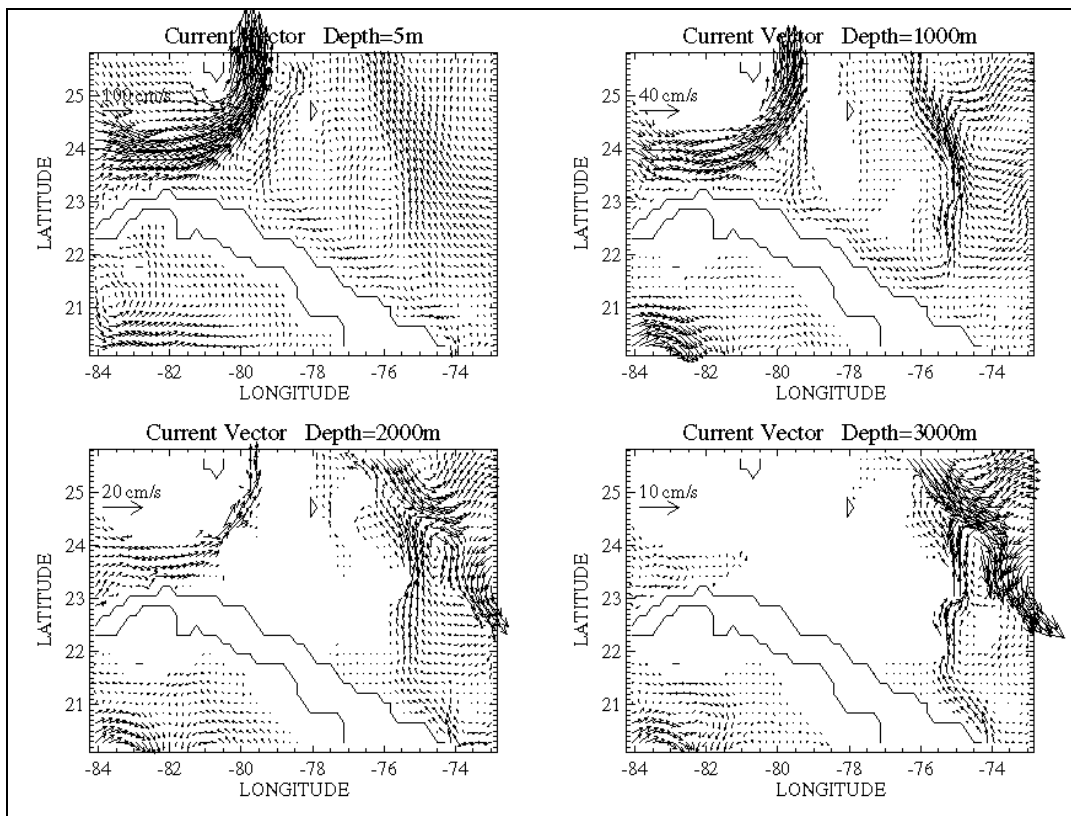 Current Vector Depth=5m
100 cm/s
25
24
23
22
21
LATITUDE
-84 -82 -80 -78 -76 -74
LONGITUDE
Current Vector Depth=1000m
40 cm/s
25
24
23
22
21
LATITUDE
-84 -82 -80 -78 -76 -74
LONGITUDE
Current Vector Depth=2000m
20 cm/s
25
24
23
22
21
LATITUDE
-84 -82 -80 -78 -76 -74
LONGITUDE
Current Vector Depth=3000m
10 cm/s
25
24
23
22
21
LATITUDE
-84 -82 -80 -78 -76 -74
LONGITUDE